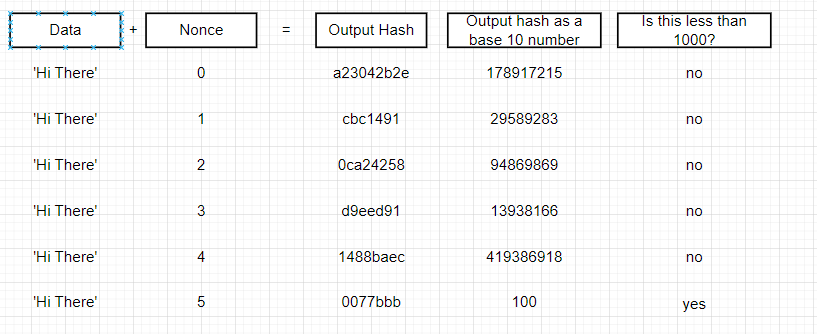 Data + Nonce = Output Hash Output hash as a base 10 number Is this less than 1000?
'Hi There' 0 a23042b2e 178917215 no
'Hi There' 1 cbc1491 29589283 no
'Hi There' 2 0ca24258 94869869 no
'Hi There' 3 d9eed91 13938166 no
'Hi There' 4 1488baec 419386918 no
'Hi There' 5 0077bbb 100 yes